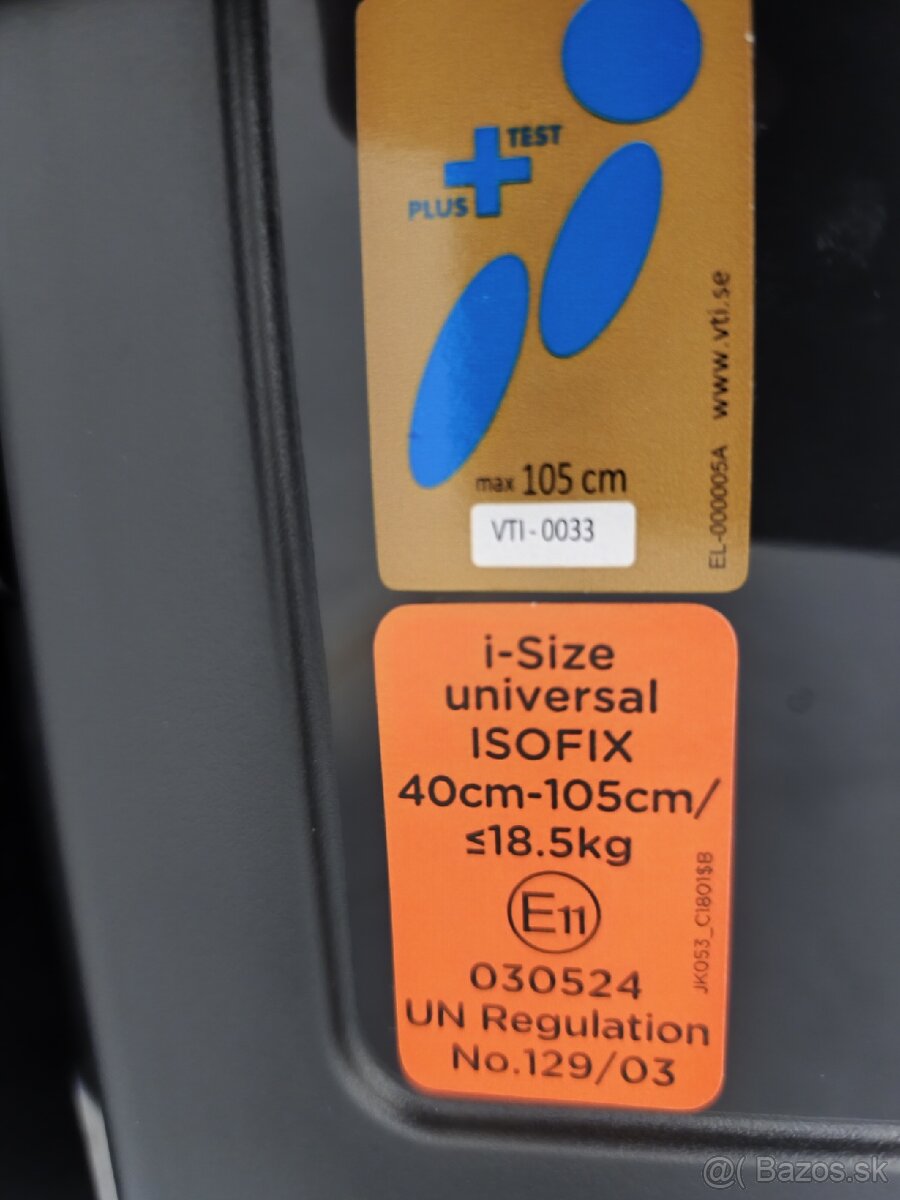 TEST
PLUS
max 105 cm
VTI - 0033
EL-000005A www.vti.se
i-Size
universal
ISOFIX
40cm-105cm/
≤18.5kg
E11
030524
UN Regulation
No.129/03
JK053_C1801$B
@( Bazos.sk